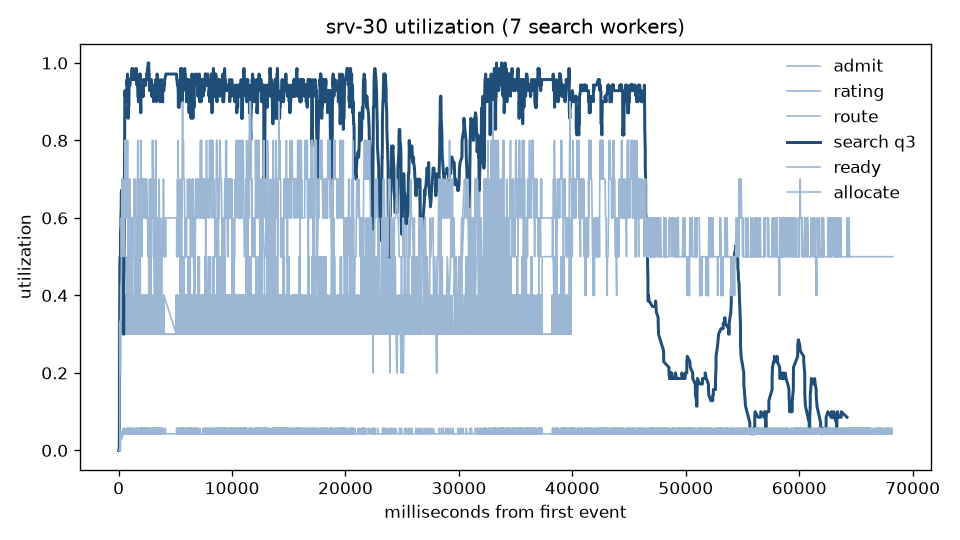 srv-30 utilization (7 search workers)
1.0
0.8
0.6
0.4
0.2
0.0
utilization
admit
rating
route
search q3
ready
allocate
0 10000 20000 30000 40000 50000 60000 70000
milliseconds from first event